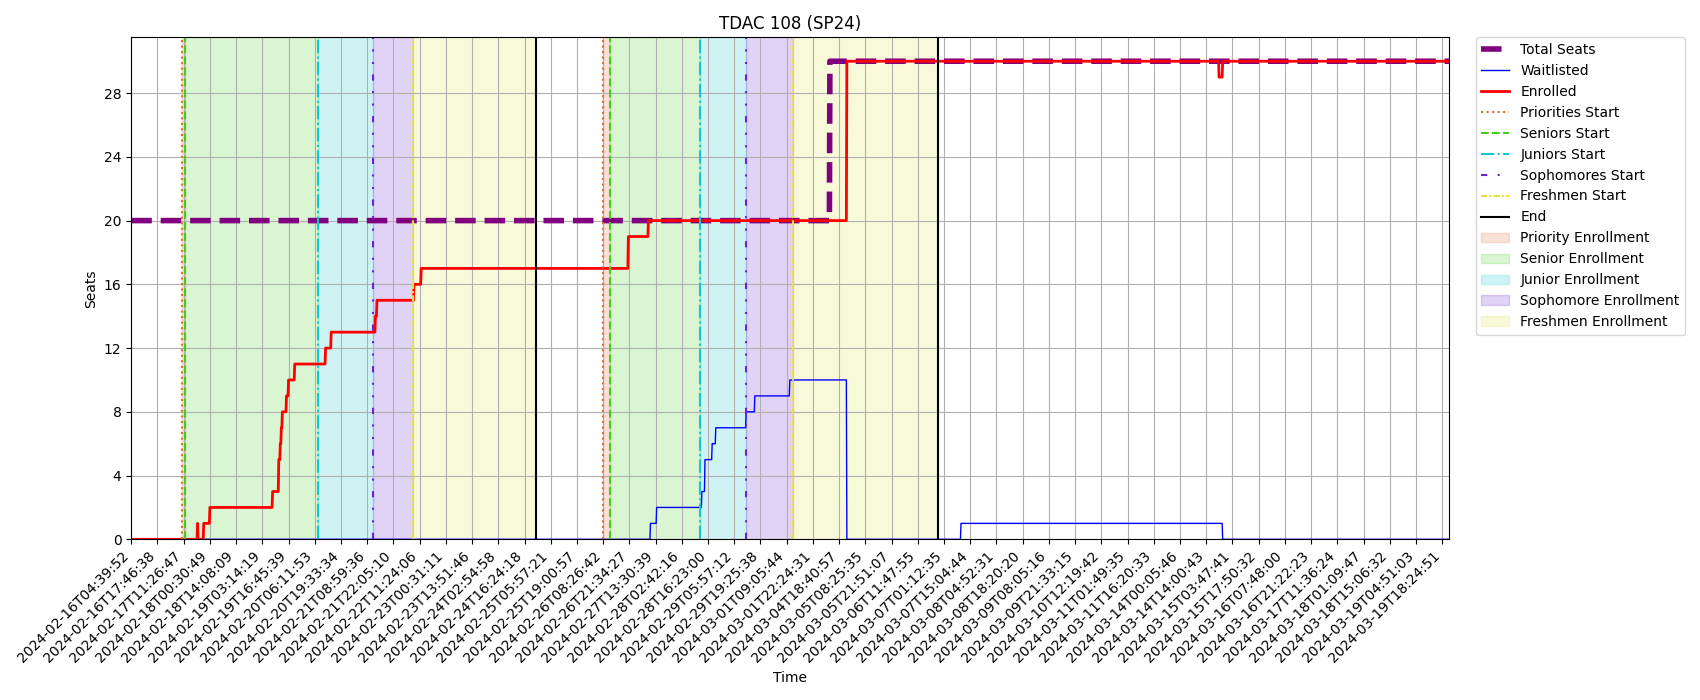 TDAC 108 (SP24)
Seats
28
24
20
16
12
8
4
0
2024-02-16T04:39:52
2024-02-16T17:46:38
2024-02-17T11:26:47
2024-02-18T00:30:49
2024-02-18T14:08:09
2024-02-19T03:14:19
2024-02-19T16:45:39
2024-02-20T06:11:53
2024-02-20T19:33:34
2024-02-21T08:59:36
2024-02-21T22:05:10
2024-02-22T11:24:06
2024-02-23T00:31:11
2024-02-23T13:51:46
2024-02-24T02:54:58
2024-02-24T16:24:18
2024-02-25T05:57:21
2024-02-25T19:00:57
2024-02-26T08:26:42
2024-02-26T21:34:27
2024-02-27T13:30:39
2024-02-28T02:42:16
2024-02-28T16:23:00
2024-02-29T05:57:12
2024-02-29T19:25:38
2024-03-01T09:05:44
2024-03-01T22:24:31
2024-03-04T18:40:57
2024-03-05T08:25:35
2024-03-05T21:51:07
2024-03-06T11:47:55
2024-03-07T01:12:35
2024-03-07T15:04:44
2024-03-08T04:52:31
2024-03-08T18:20:20
2024-03-09T08:05:16
2024-03-09T21:33:15
2024-03-10T12:19:42
2024-03-11T01:49:35
2024-03-11T16:20:33
2024-03-14T00:05:46
2024-03-14T14:00:43
2024-03-15T03:47:41
2024-03-15T17:50:32
2024-03-16T07:48:00
2024-03-16T21:22:23
2024-03-17T11:36:24
2024-03-18T01:09:47
2024-03-18T15:06:32
2024-03-19T04:51:03
2024-03-19T18:24:51
Time
Total Seats
Waitlisted
Enrolled
Priorities Start
Seniors Start
Juniors Start
Sophomores Start
Freshmen Start
End
Priority Enrollment
Senior Enrollment
Junior Enrollment
Sophomore Enrollment
Freshmen Enrollment